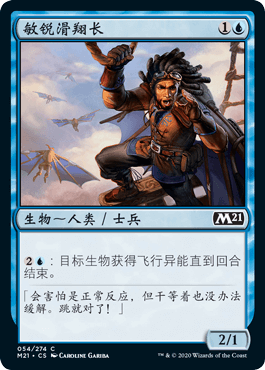 敏锐滑翔长 1
生物~人类 / 士兵 M21
2 : 目标生物获得飞行异能直到回合
结束。
「会害怕是正常反应，但干等着也没办法
缓解。跳就对了！」
2/1
054/274 C
M21 • CS CAROLINE GARIBA
™ & © 2020 Wizards of the Coast